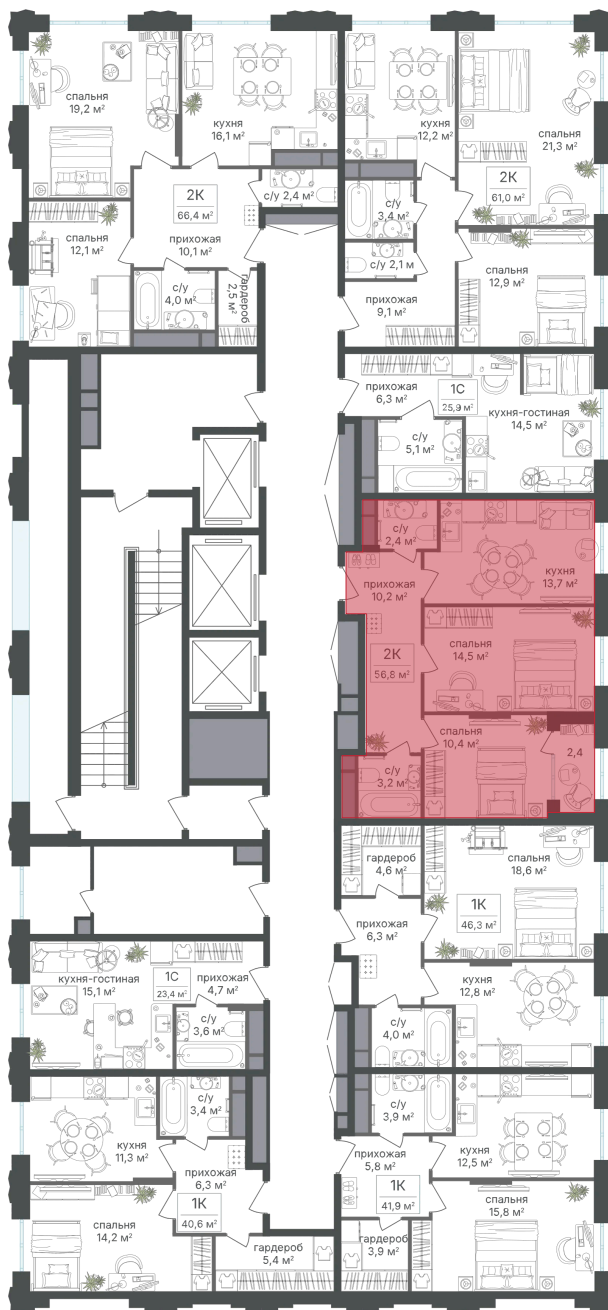 спальня
19,2 м²
кухня
16,1 м²
2К
66,4 м²
с/у 2,4 м²
прихожая
10,1 м²
спальня
12,1 м²
с/у
4,0 м²
гардероб
2,5 м²
кухня
12,2 м²
спальня
21,3 м²
2К
61,0 м²
с/у
3,4 м²
с/у 2,1 м
спальня
12,9 м²
прихожая
9,1 м²
прихожая
6,3 м²
1С
25,9 м²
кухня-гостиная
14,5 м²
с/у
5,1 м²
с/у
2,4 м²
кухня
13,7 м²
прихожая
10,2 м²
2К
56,8 м²
спальня
14,5 м²
спальня
10,4 м²
2,4
с/у
3,2 м²
гардероб
4,6 м²
спальня
18,6 м²
1К
46,3 м²
прихожая
6,3 м²
кухня
12,8 м²
с/у
4,0 м²
кухня-гостиная
15,1 м²
1С
23,4 м²
прихожая
4,7 м²
с/у
3,6 м²
с/у
3,4 м²
кухня
11,3 м²
прихожая
6,3 м²
1К
40,6 м²
спальня
14,2 м²
гардероб
5,4 м²
с/у
3,9 м²
кухня
12,5 м²
прихожая
5,8 м²
1К
41,9 м²
спальня
15,8 м²
гардероб
3,9 м²